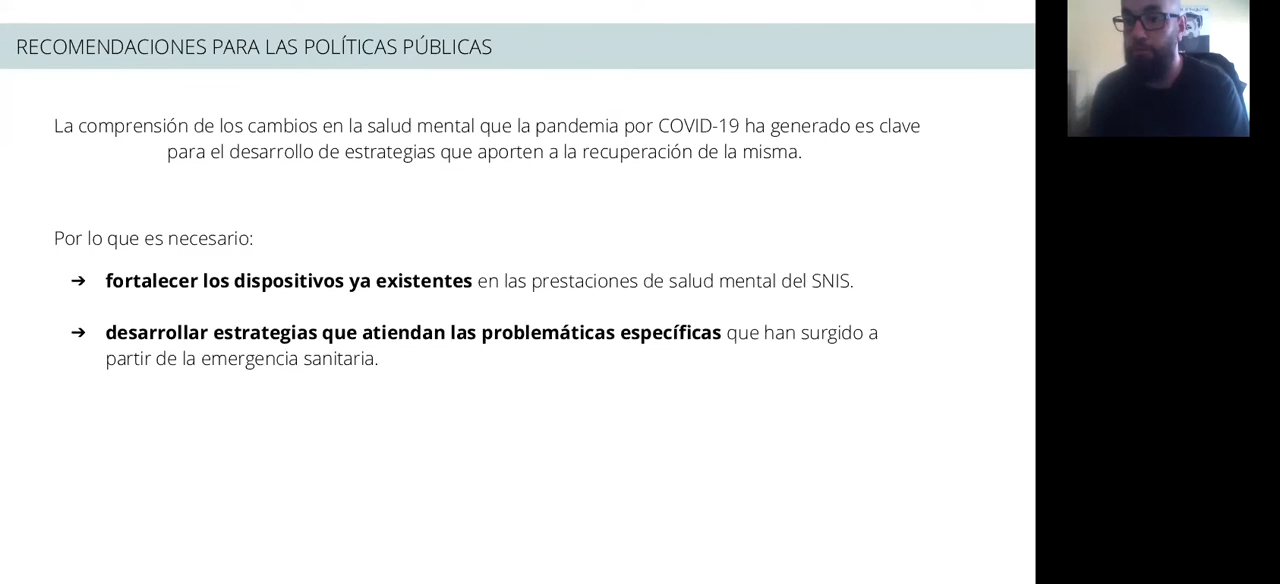 RECOMENDACIONES PARA LAS POLÍTICAS PÚBLICAS
La comprensión de los cambios en la salud mental que la pandemia por COVID-19 ha generado es clave
para el desarrollo de estrategias que aporten a la recuperación de la misma.
Por lo que es necesario:
➔ fortalecer los dispositivos ya existentes en las prestaciones de salud mental del SNIS.
➔ desarrollar estrategias que atiendan las problemáticas específicas que han surgido a
partir de la emergencia sanitaria.